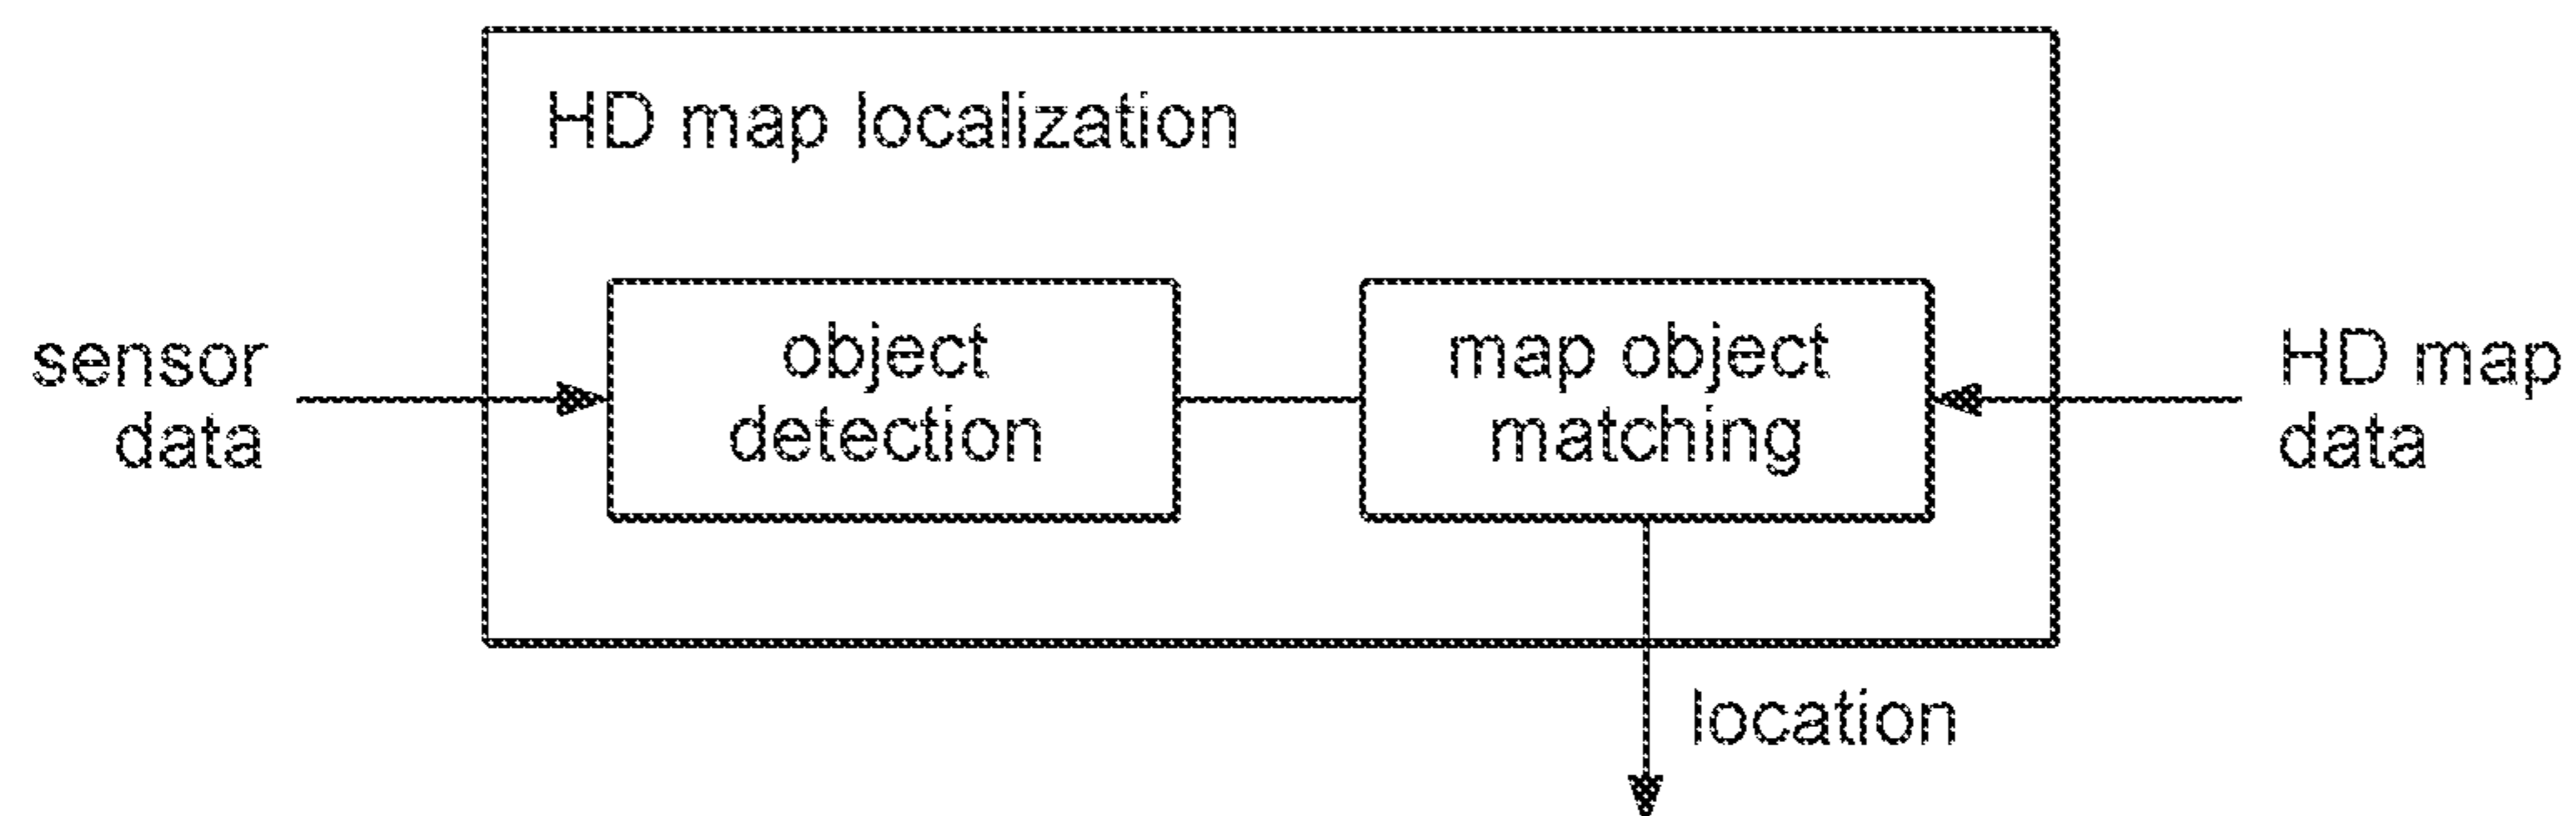 HD map localization
sensor
data
object
detection
map object
matching
HD map
data
location